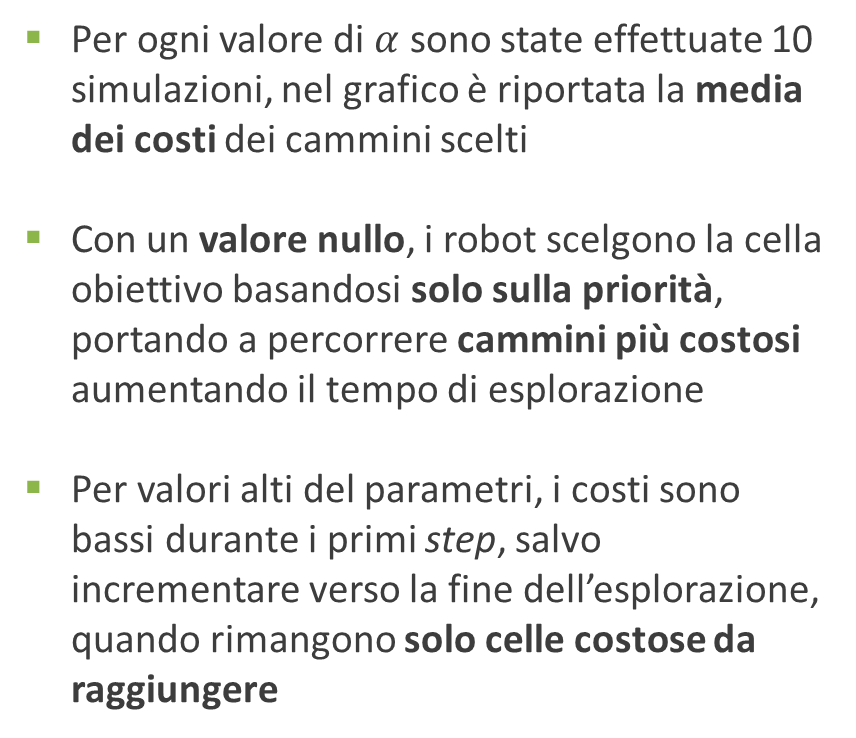 ▪ Per ogni valore di α sono state effettuate 10
simulazioni, nel grafico è riportata la media
dei costi dei cammini scelti
▪ Con un valore nullo, i robot scelgono la cella
obiettivo basandosi solo sulla priorità,
portando a percorrere cammini più costosi
aumentando il tempo di esplorazione
▪ Per valori alti del parametri, i costi sono
bassi durante i primi step, salvo
incrementare verso la fine dell’esplorazione,
quando rimangono solo celle costose da
raggiungere